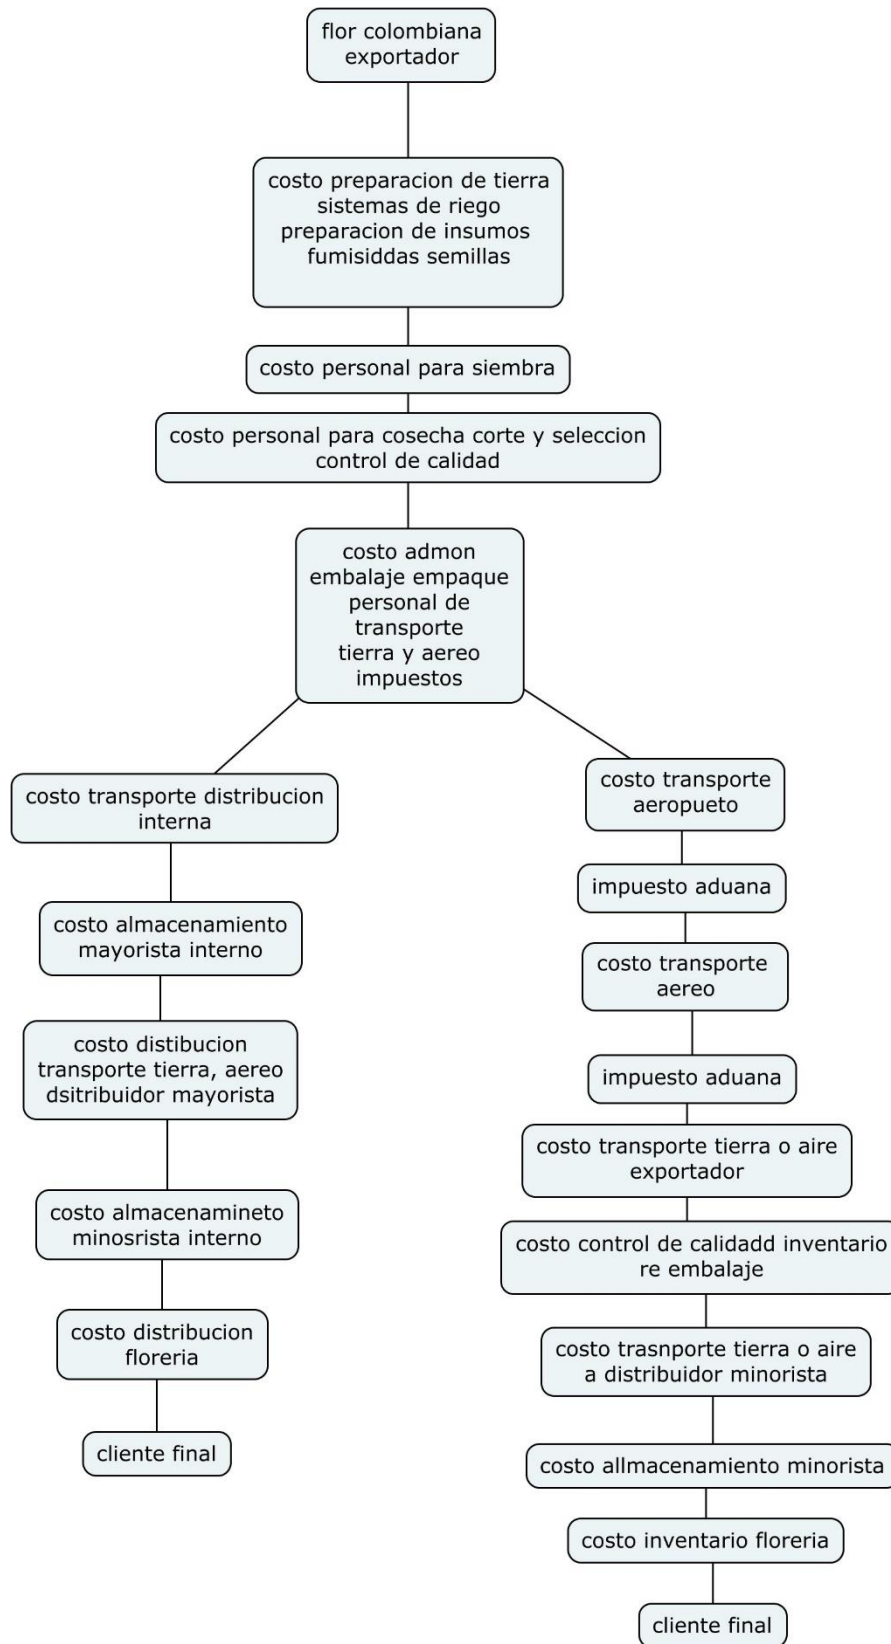 flor colombiana
exportador
costo preparacion de tierra
sistemas de riego
preparacion de insumos
fumisiddas semillas
costo personal para siembra
costo personal para cosecha corte y seleccion
control de calidad
costo admon
embalaje empaque
personal de
transporte
tierra y aereo
impuestos
costo transporte distribucion
interna
costo almacenamiento
mayorista interno
costo distibucion
transporte tierra, aereo
dsitribuidor mayorista
costo almacenamineto
minosrista interno
costo distribucion
floreria
cliente final
costo transporte
aeropueto
impuesto aduana
costo transporte
aereo
impuesto aduana
costo transporte tierra o aire
exportador
costo control de calidadd inventario
re embalaje
costo trasnporte tierra o aire
a distribuidor minorista
costo allmacenamiento minorista
costo inventario floreria
cliente final